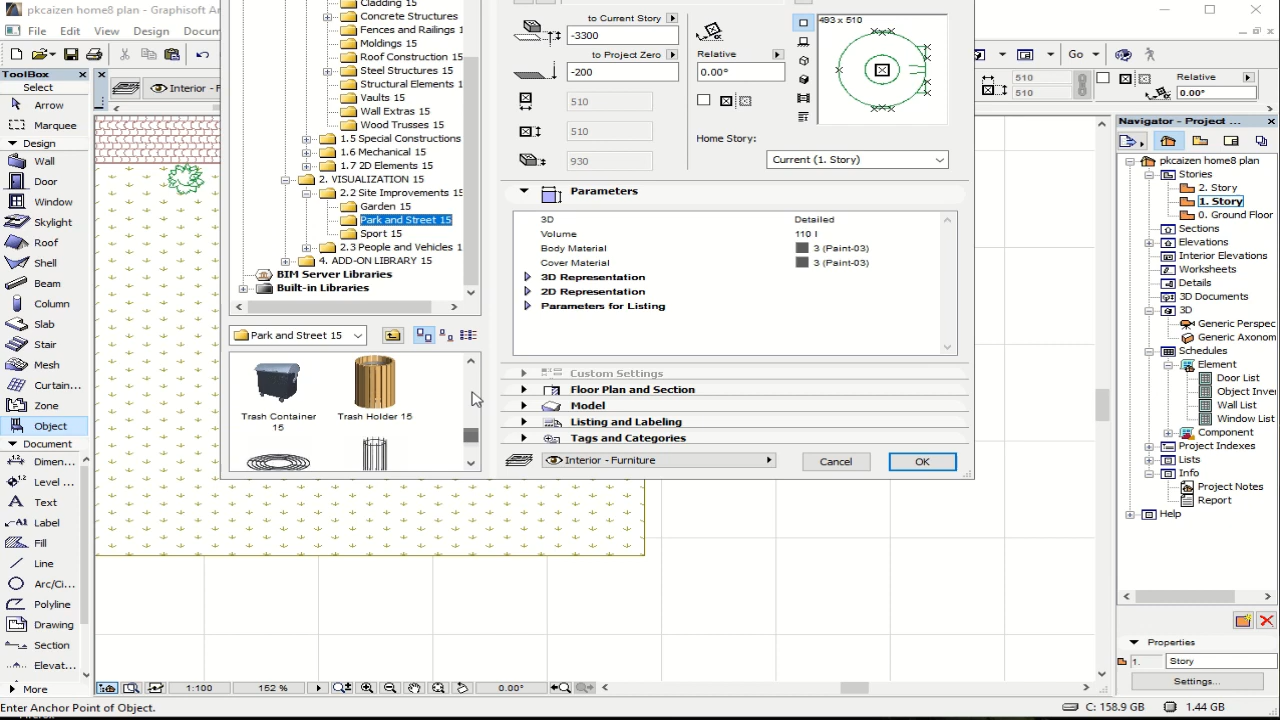 pkcaizen home8 plan - Graphisoft Ar
File
Edit
View
Design
Docum
ToolBox
Select
Arrow
Marquee
Design
Wall
Door
Window
Skylight
Roof
Shell
Beam
Column
Slab
Stair
Mesh
Curtain...
Zone
Object
Document
Dimen...
Level ...
Text
Label
Fill
Line
Arc/Ci...
Polyline
Drawing
Section
Elevat...
More
Interior - F
Cladding 15
Concrete Structures
Fences and Railings 1
Moldings 15
Roof Construction 1
Steel Structures 15
Structural Elements 1
Vaults 15
Wall Extras 15
Wood Trusses 15
1.5 Special Constructions
1.6 Mechanical 15
1.7 2D Elements 15
2. VISUALIZATION 15
2.2 Site Improvements 15
Garden 15
Park and Street 15
Sport 15
2.3 People and Vehicles 1
4. ADD-ON LIBRARY 15
BIM Server Libraries
Built-in Libraries
Park and Street 15
Trash Container
15
Trash Holder 15
to Current Story
-3300
to Project Zero
-200
510
510
930
Relative
0.00°
Home Story:
Current (1. Story)
493 x 510
Parameters
3D Detailed
Volume 110 l
Body Material 3 (Paint-03)
Cover Material 3 (Paint-03)
3D Representation
2D Representation
Parameters for Listing
Custom Settings
Floor Plan and Section
Model
Listing and Labeling
Tags and Categories
Interior - Furniture
Cancel
OK
Go
510
510
Relative
0.00°
Navigator - Project ...
pkcaizen home8 plan
Stories
2. Story
1. Story
0. Ground Floor
Sections
Elevations
Interior Elevations
Worksheets
Details
3D Documents
3D
Generic Perspec
Generic Axonom
Schedules
Element
Door List
Object Inver
Wall List
Window List
Component
Project Indexes
Lists
Info
Project Notes
Report
Help
Properties
1.
Story
Settings...
1:100
152 %
0.00°
Enter Anchor Point of Object.
C: 158.9 GB
1.44 GB